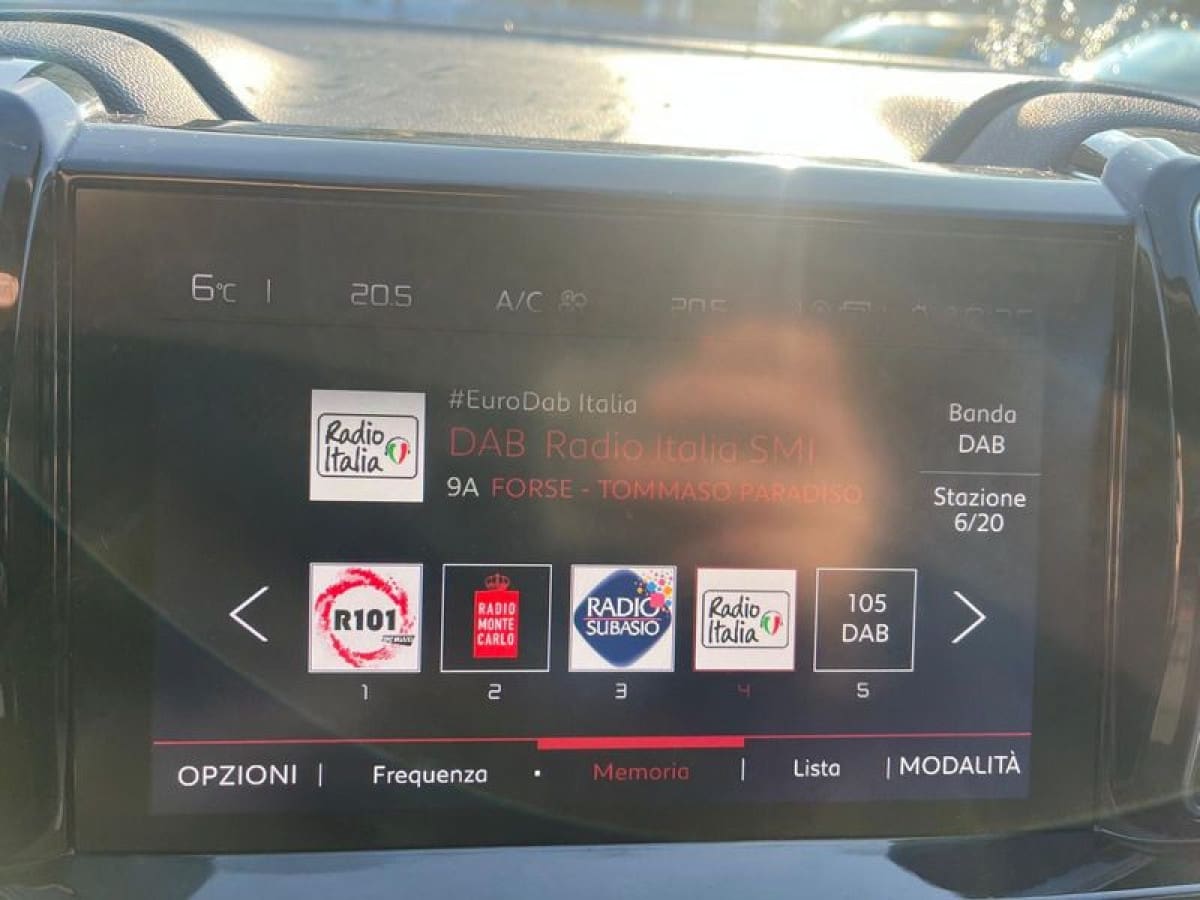 6°C | 20.5 A/C 20.5
#EuroDab Italia
Radio Italia
DAB Radio Italia SMI
9A FORSE - TOMMASO PARADISO
Banda
DAB
Stazione
6/20
R101
RADIO
MONTE
CARLO
RADIO
SUBASIO
Radio
Italia
105
DAB
1 2 3 4 5
OPZIONI | Frequenza · Memoria | Lista | MODALITÀ